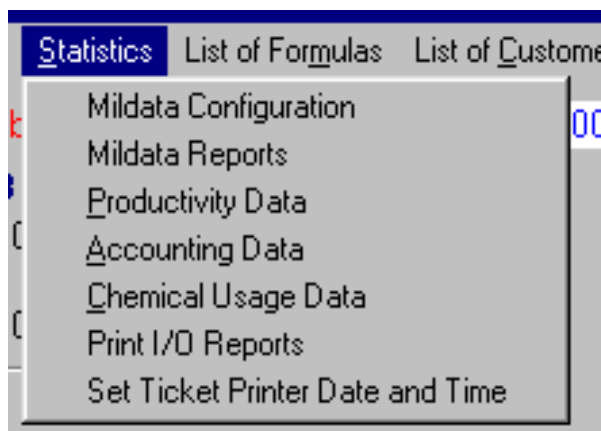 Statistics List of Formulas List of Custome
Mildata Configuration
00
Mildata Reports
Productivity Data
Accounting Data
Chemical Usage Data
Print I/O Reports
Set Ticket Printer Date and Time